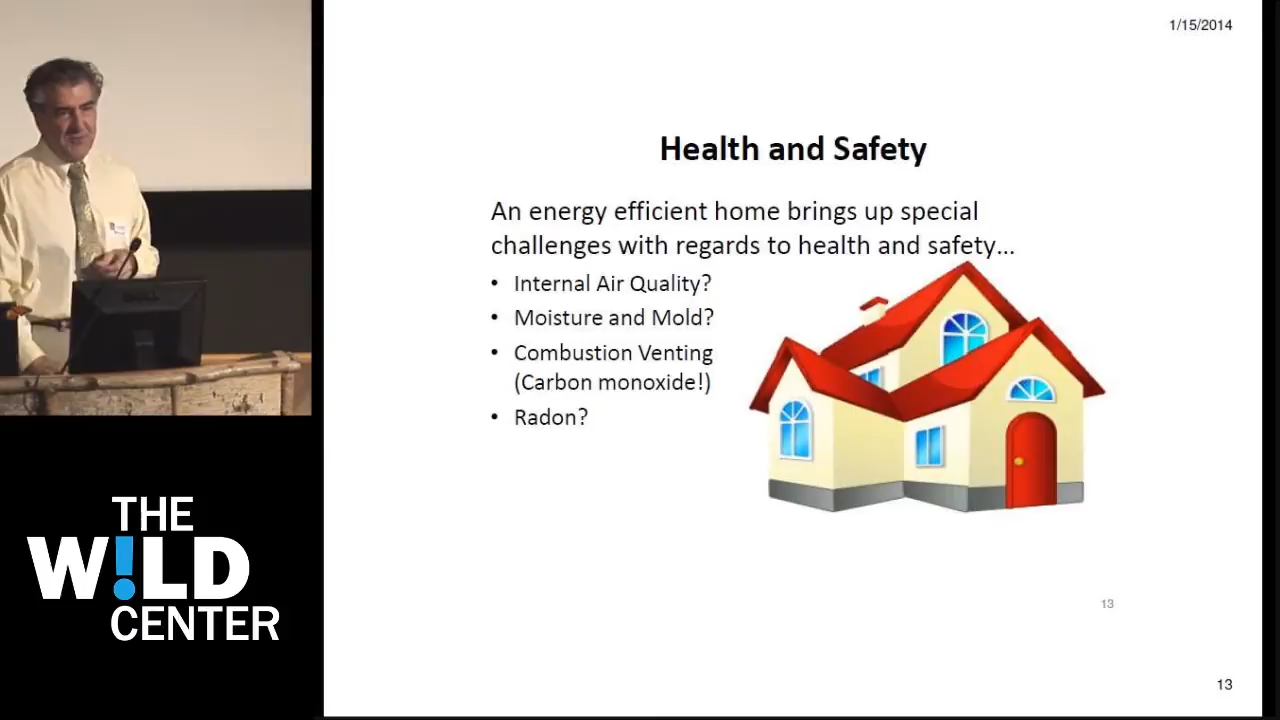 1/15/2014
Health and Safety
An energy efficient home brings up special
challenges with regards to health and safety...
• Internal Air Quality?
• Moisture and Mold?
• Combustion Venting
(Carbon monoxide!)
• Radon?
13
13
DELL
THE
W!LD
CENTER